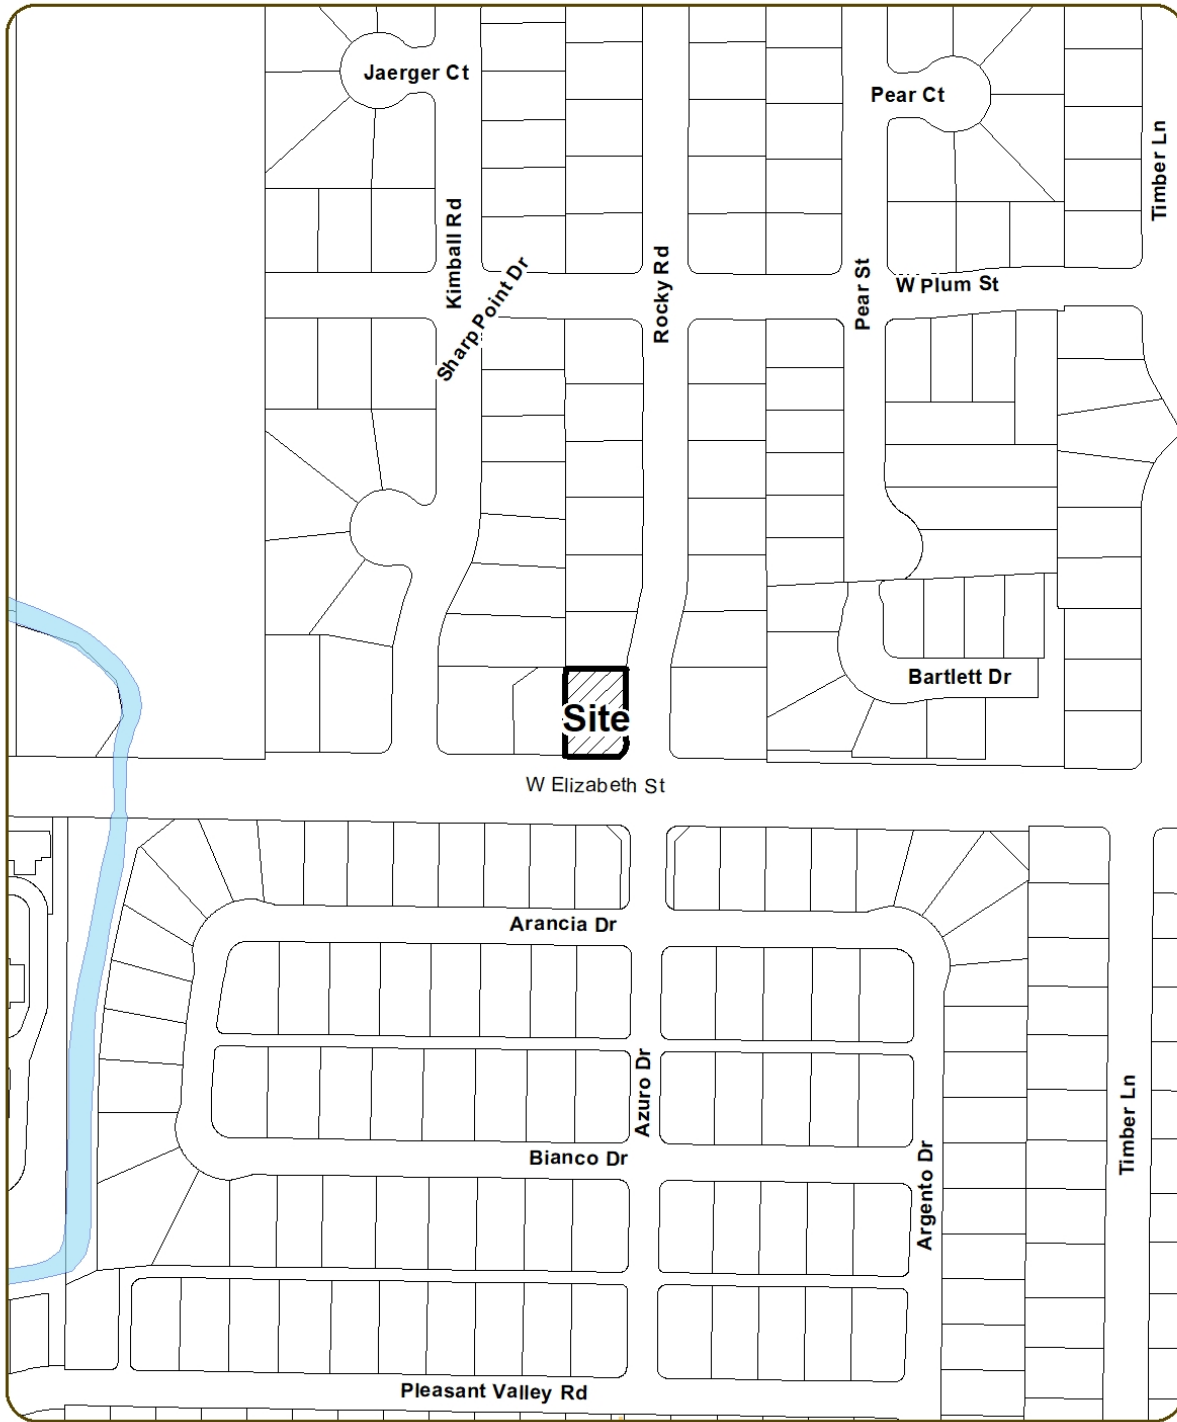 Jaerger Ct
Pear Ct
Timber Ln
Kimball Rd
Sharp Point Dr
Rocky Rd
Pear St
W Plum St
Bartlett Dr
Site
W Elizabeth St
Arancia Dr
Azuro Dr
Bianco Dr
Argento Dr
Timber Ln
Pleasant Valley Rd